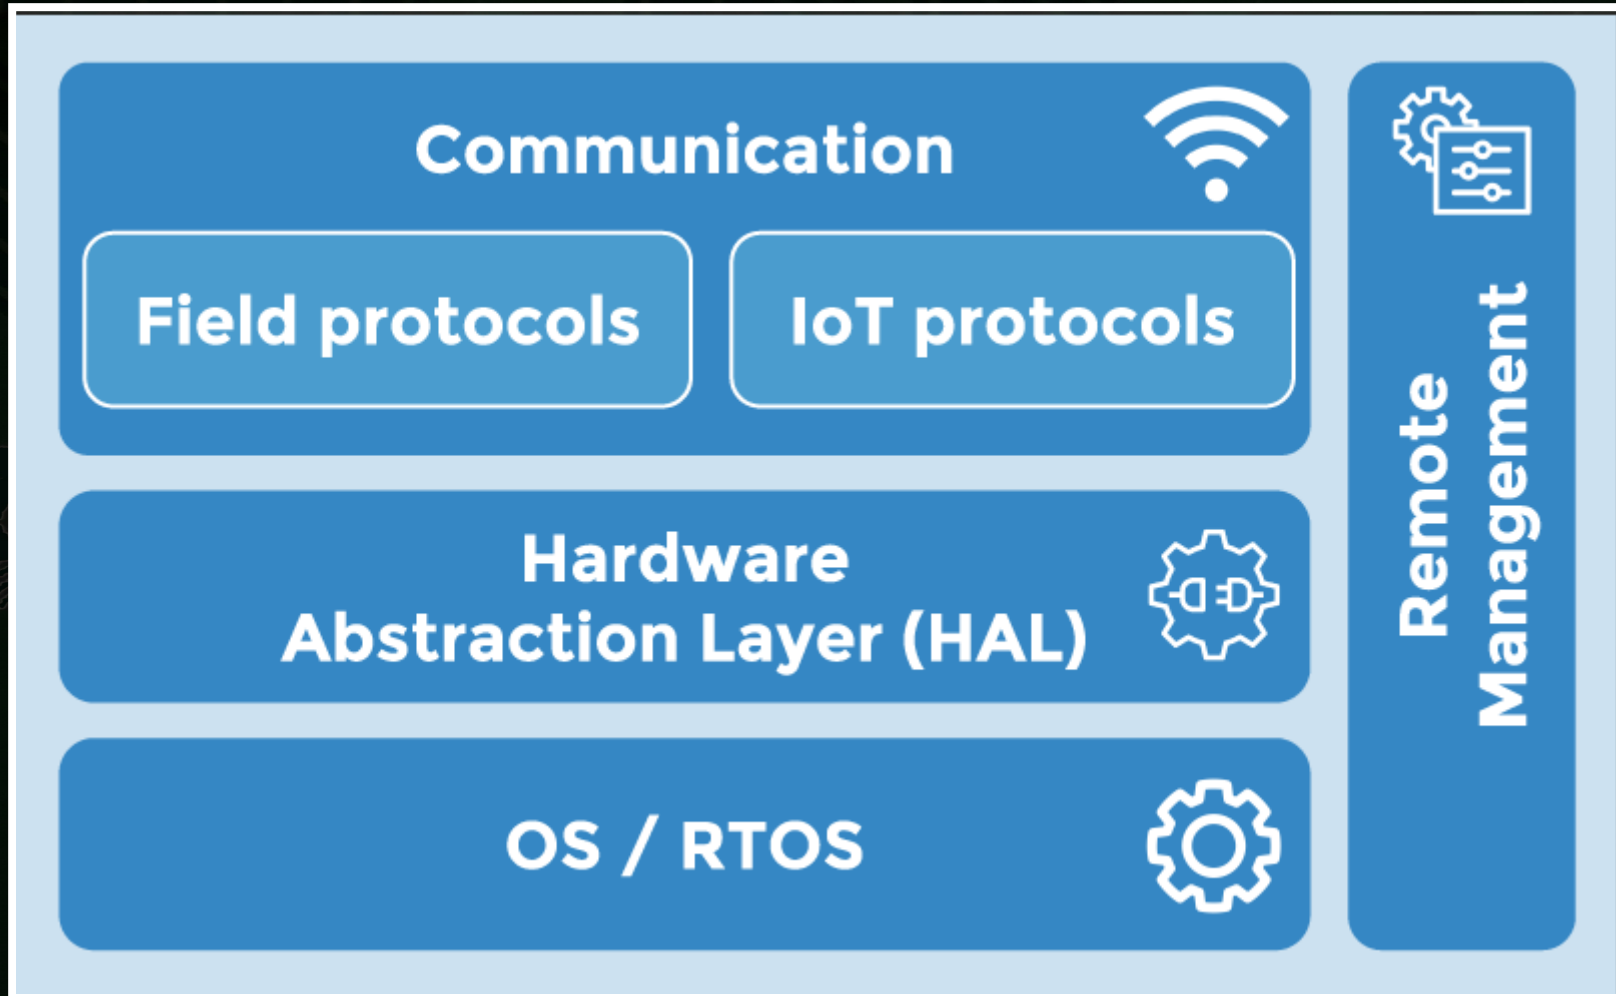 Communication
Field protocols
IoT protocols
Hardware
Abstraction Layer (HAL)
OS / RTOS
Remote
Management